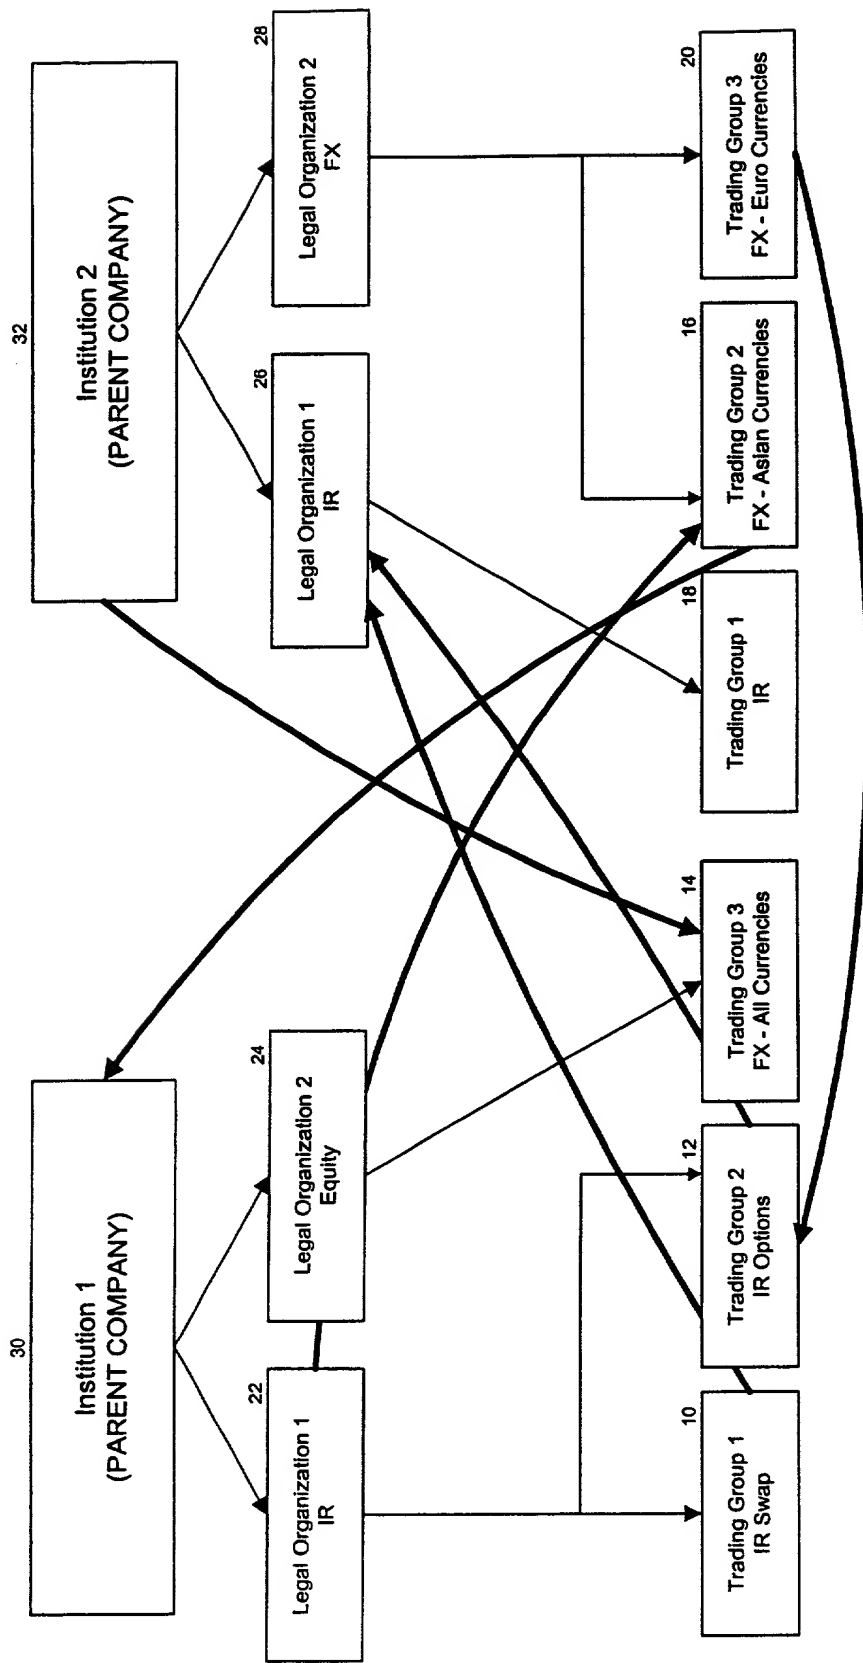 30
Institution 1
(PARENT COMPANY)
32
Institution 2
(PARENT COMPANY)
22
Legal Organization 1
IR
24
Legal Organization 2
Equity
26
Legal Organization 1
IR
28
Legal Organization 2
FX
10
Trading Group 1
IR Swap
12
Trading Group 2
IR Options
14
Trading Group 3
FX - All Currencies
18
Trading Group 1
IR
16
Trading Group 2
FX - Asian Currencies
20
Trading Group 3
FX - Euro Currencies